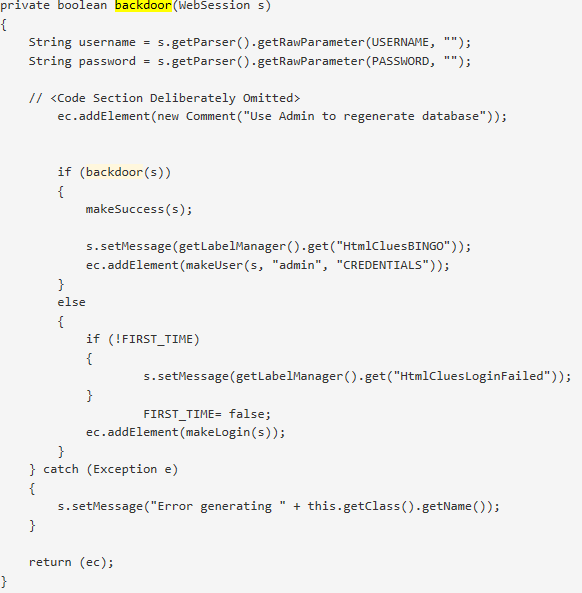 private boolean backdoor(WebSession s)
{
    String username = s.getParser().getRawParameter(USERNAME, "");
    String password = s.getParser().getRawParameter(PASSWORD, "");

    // <Code Section Deliberately Omitted>
        ec.addElement(new Comment("Use Admin to regenerate database"));


        if (backdoor(s))
        {
            makeSuccess(s);

            s.setMessage(getLabelManager().get("HtmlCluesBINGO"));
            ec.addElement(makeUser(s, "admin", "CREDENTIALS"));
        }
        else
        {
            if (!FIRST_TIME)
            {
                    s.setMessage(getLabelManager().get("HtmlCluesLoginFailed"));
            }
                    FIRST_TIME= false;
            ec.addElement(makeLogin(s));
        }
    } catch (Exception e)
    {
        s.setMessage("Error generating " + this.getClass().getName());
    }

    return (ec);
}